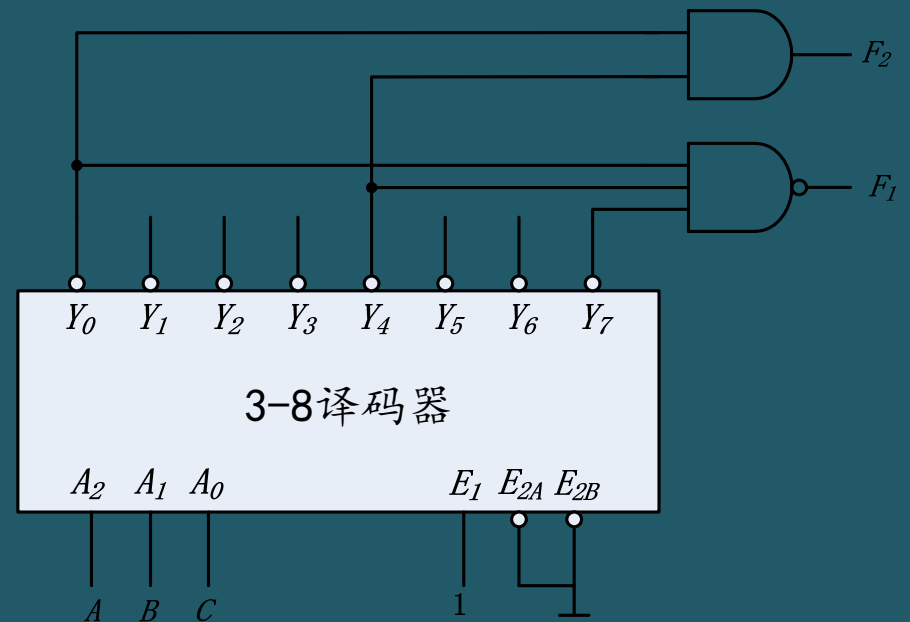 F₂
F₁
Y₀ Y₁ Y₂ Y₃ Y₄ Y₅ Y₆ Y₇
3-8译码器
A₂ A₁ A₀ E₁ E₂A E₂B
A B C 1